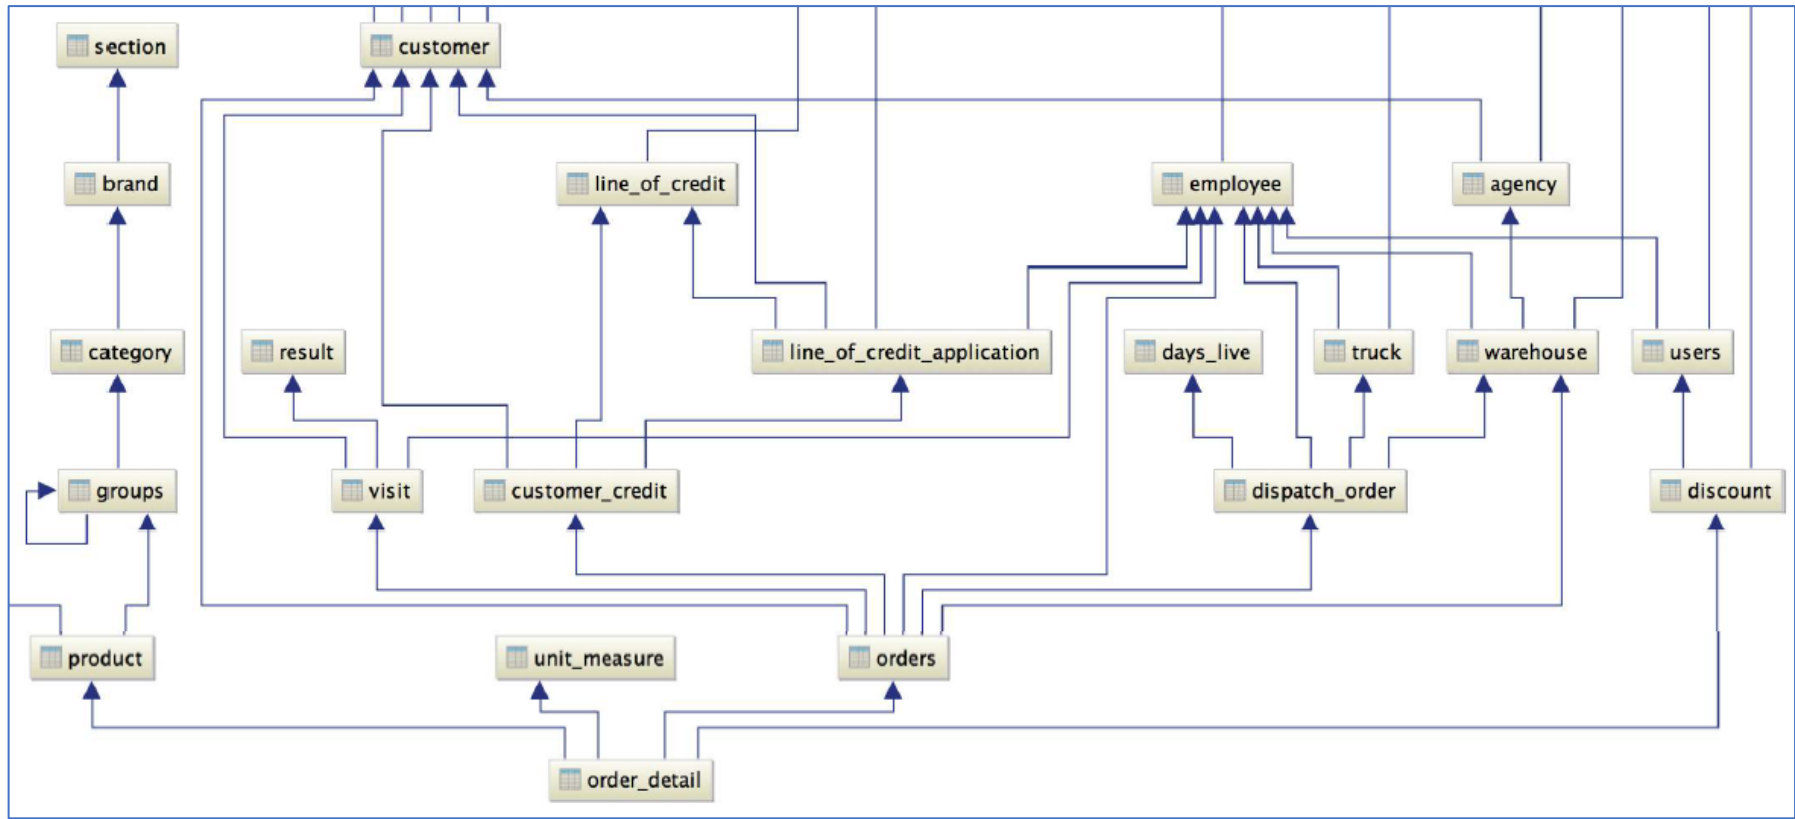 section
customer
brand
line_of_credit
employee
agency
category
result
line_of_credit_application
days_live
truck
warehouse
users
groups
visit
customer_credit
dispatch_order
discount
product
unit_measure
orders
order_detail